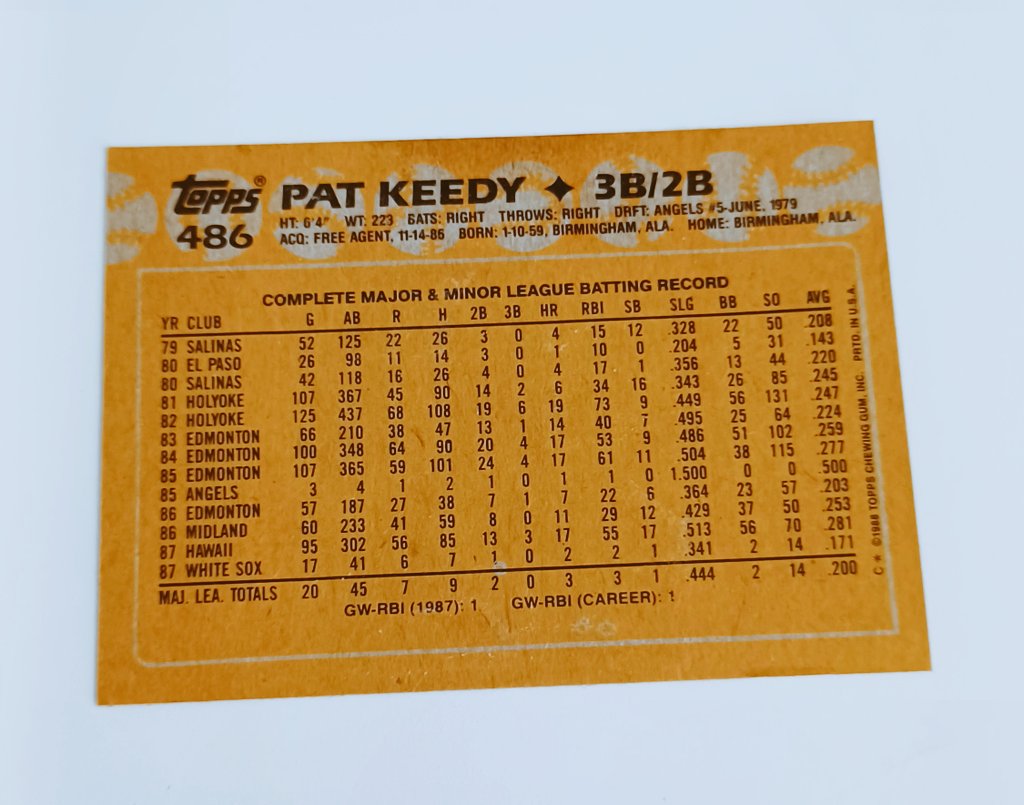 topps® PAT KEEDY ✦ 3B/2B
486 HT: 6'4" WT: 223 BATS: RIGHT THROWS: RIGHT DRFT: ANGELS #5-JUNE, 1979
ACQ: FREE AGENT, 11-14-86 BORN: 1-10-59, BIRMINGHAM, ALA. HOME: BIRMINGHAM, ALA.
COMPLETE MAJOR & MINOR LEAGUE BATTING RECORD
YR CLUB G AB R H 2B 3B HR RBI SB SLG BB SO AVG
79 SALINAS 52 125 22 26 3 0 4 15 12 .328 22 50 .208
80 EL PASO 26 98 11 14 3 0 1 10 0 .204 5 31 .143
80 SALINAS 42 118 16 26 4 0 4 17 1 .356 13 44 .220
81 HOLYOKE 107 367 45 90 14 2 6 34 16 .343 26 85 .245
82 HOLYOKE 125 437 68 108 19 6 19 73 9 .449 56 131 .247
83 EDMONTON 66 210 38 47 13 1 14 40 7 .495 25 64 .224
84 EDMONTON 100 348 64 90 20 4 17 53 9 .486 51 102 .259
85 EDMONTON 107 365 59 101 24 4 17 61 11 .504 38 115 .277
85 ANGELS 3 4 1 2 1 0 1 1 0 1.500 0 0 .500
86 EDMONTON 57 187 27 38 7 1 7 22 6 .364 23 57 .203
86 MIDLAND 60 233 41 59 8 0 11 29 12 .429 37 50 .253
87 HAWAII 95 302 56 85 13 3 17 55 17 .513 56 70 .281
87 WHITE SOX 17 41 6 7 1 0 2 2 1 .341 2 14 .171
MAJ. LEA. TOTALS 20 45 7 9 2 0 3 3 1 .444 2 14 .200
GW-RBI (1987): 1 GW-RBI (CAREER): 1
C * ©1988 TOPPS CHEWING GUM, INC. PRTD. IN U.S.A.